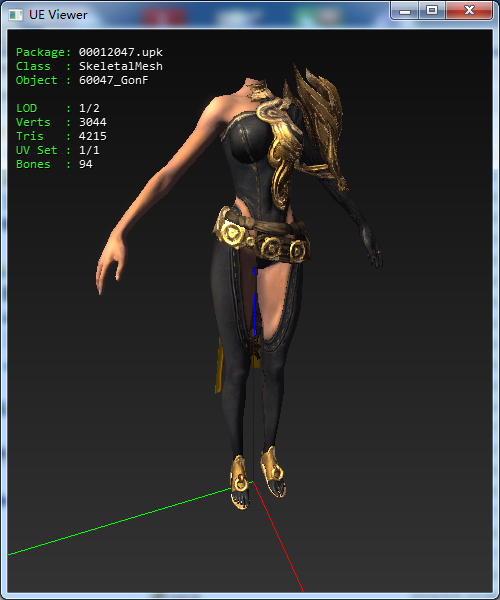 UE Viewer
Package: 00012047.upk
Class : SkeletalMesh
Object : 60047_GonF
LOD : 1/2
Verts : 3044
Tris : 4215
UV Set : 1/1
Bones : 94